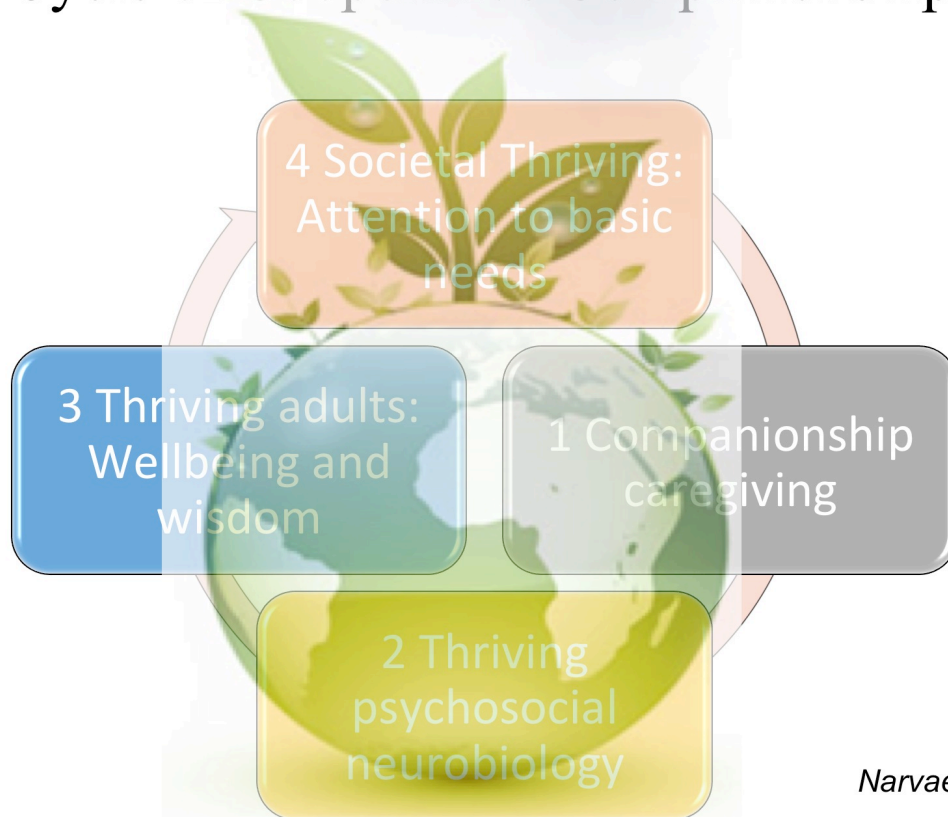 4 Societal Thriving:
Attention to basic
needs
3 Thriving adults:
Wellbeing and
wisdom
1 Companionship
caregiving
2 Thriving
psychosocial
neurobiology
Narvae